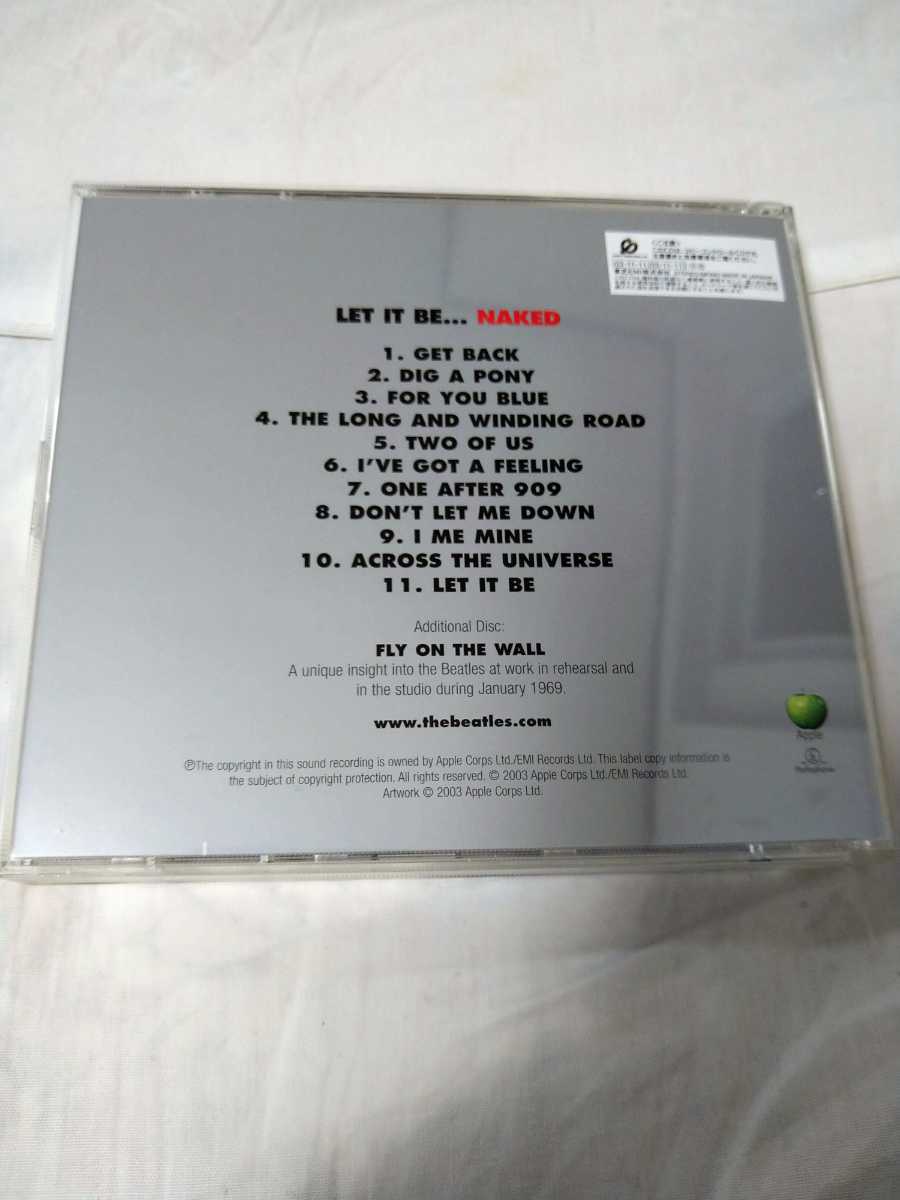 LET IT BE... NAKED
1. GET BACK
2. DIG A PONY
3. FOR YOU BLUE
4. THE LONG AND WINDING ROAD
5. TWO OF US
6. I'VE GOT A FEELING
7. ONE AFTER 909
8. DON'T LET ME DOWN
9. I ME MINE
10. ACROSS THE UNIVERSE
11. LET IT BE
Additional Disc:
FLY ON THE WALL
A unique insight into the Beatles at work in rehearsal and
in the studio during January 1969.
www.thebeatles.com
℗The copyright in this sound recording is owned by Apple Corps Ltd./EMI Records Ltd. This label copy information is
the subject of copyright protection. All rights reserved. © 2003 Apple Corps Ltd./EMI Records Ltd.
Artwork © 2003 Apple Corps Ltd.
Apple
Parlophone